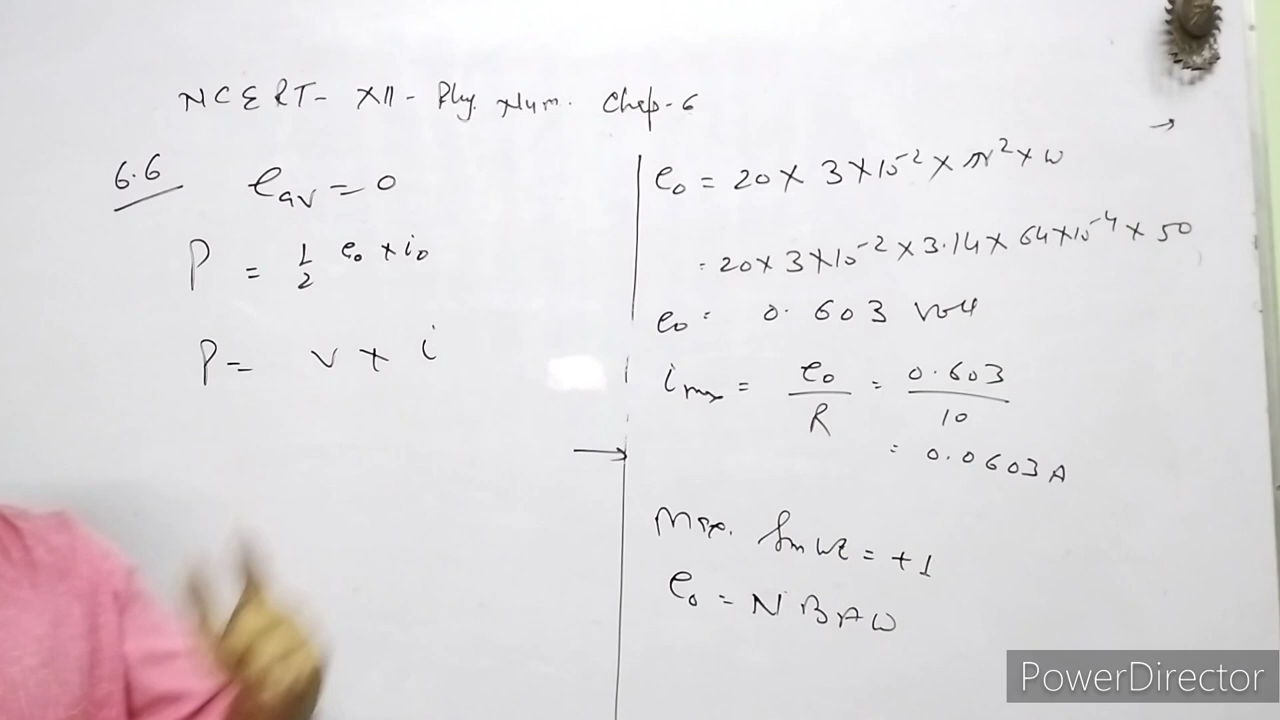 NCERT- XII - Phy. Num. Chap-6
6.6
e_av = 0
P = 1/2 e₀ × i₀
P = v × i
e₀ = 20 × 3 × 10⁻² × πr² × w
= 20 × 3 × 10⁻² × 3.14 × 64 × 10⁻⁴ × 50
e₀ = 0.603 Volt
i_max = e₀/R = 0.603/10
= 0.0603 A
Max. Sin wt = +1
e₀ = N B A W
PowerDirector